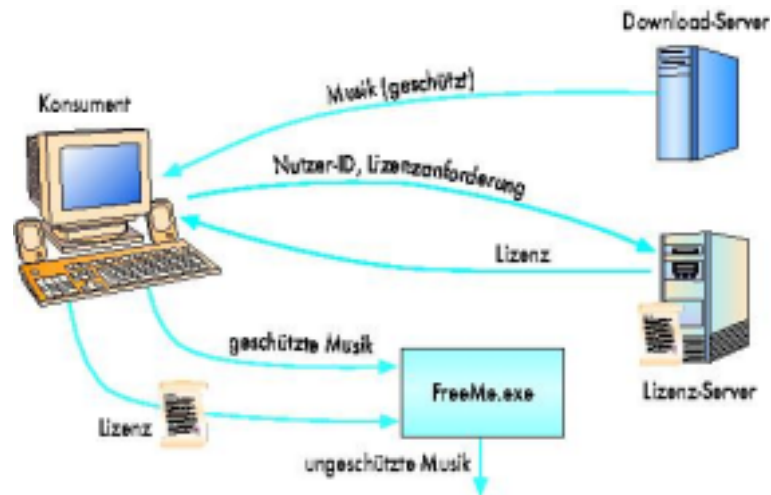 Download-Server
Konsument
Musik (geschützt)
Nutzer-ID, Lizenzanforderung
Lizenz
geschützte Musik
FreeMe.exe
Lizenz-Server
Lizenz
ungeschützte Musik